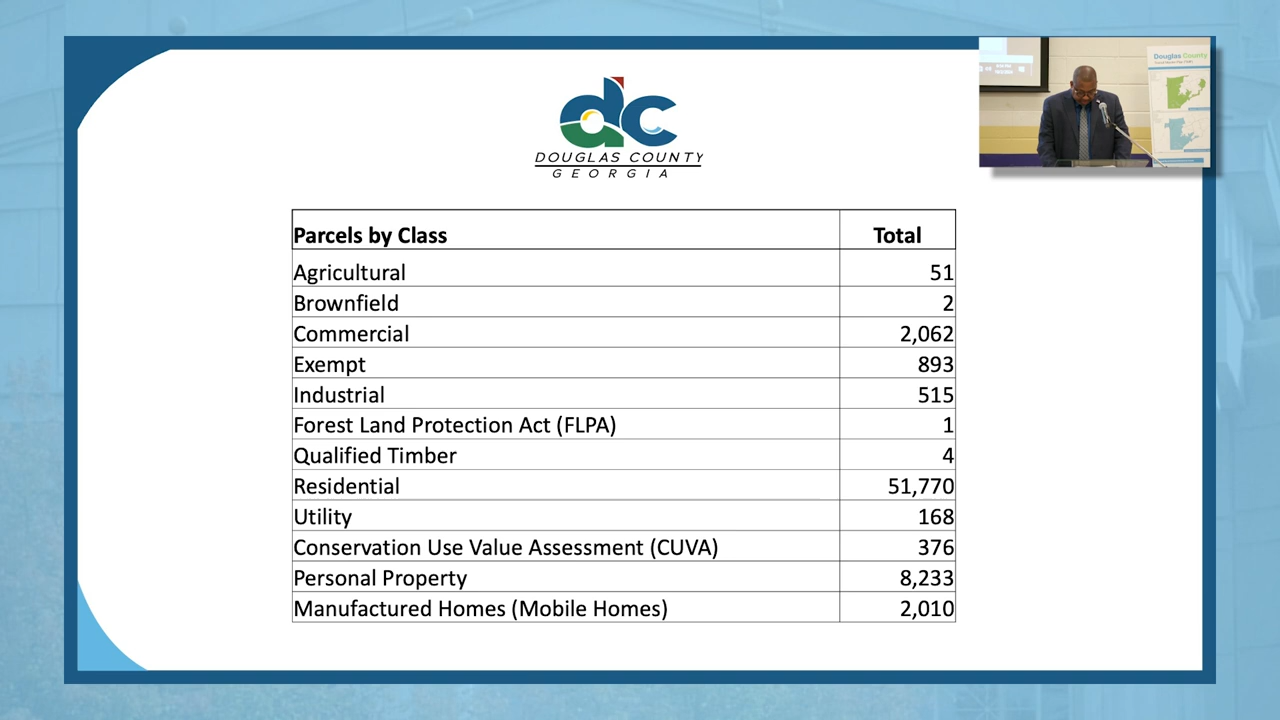 DOUGLAS COUNTY
GEORGIA
Douglas County
Parcels by Class Total
Agricultural 51
Brownfield 2
Commercial 2,062
Exempt 893
Industrial 515
Forest Land Protection Act (FLPA) 1
Qualified Timber 4
Residential 51,770
Utility 168
Conservation Use Value Assessment (CUVA) 376
Personal Property 8,233
Manufactured Homes (Mobile Homes) 2,010